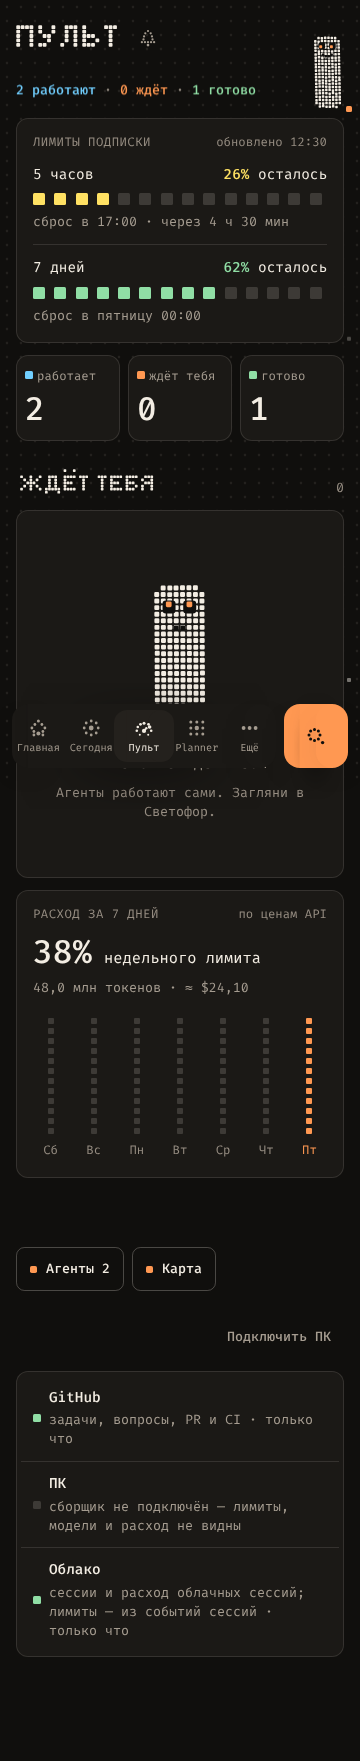 ПУЛЬТ
2 работают · 0 ждёт · 1 готово
ЛИМИТЫ ПОДПИСКИ обновлено 12:30
5 часов 26% осталось
сброс в 17:00 · через 4 ч 30 мин
7 дней 62% осталось
сброс в пятницу 00:00
работает ждёт тебя готово
2 0 1
ЖДЁТ ТЕБЯ 0
Главная Сегодня Пульт Planner Ещё
Агенты работают сами. Загляни в
Светофор.
РАСХОД ЗА 7 ДНЕЙ по ценам API
38% недельного лимита
48,0 млн токенов · ≈ $24,10
Сб Вс Пн Вт Ср Чт Пт
Агенты 2 Карта
Подключить ПК
GitHub
задачи, вопросы, PR и CI · только
что
ПК
сборщик не подключён — лимиты,
модели и расход не видны
Облако
сессии и расход облачных сессий;
лимиты — из событий сессий ·
только что